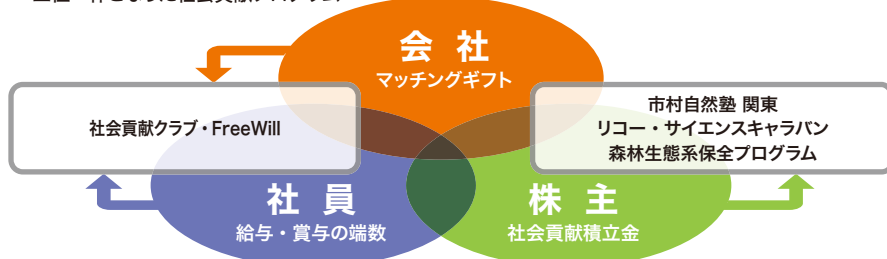 会 社
マッチングギフト
社会貢献クラブ・FreeWill
市村自然塾 関東
リコー・サイエンスキャラバン
森林生態系保全プログラム
社 員
給与・賞与の端数
株 主
社会貢献積立金